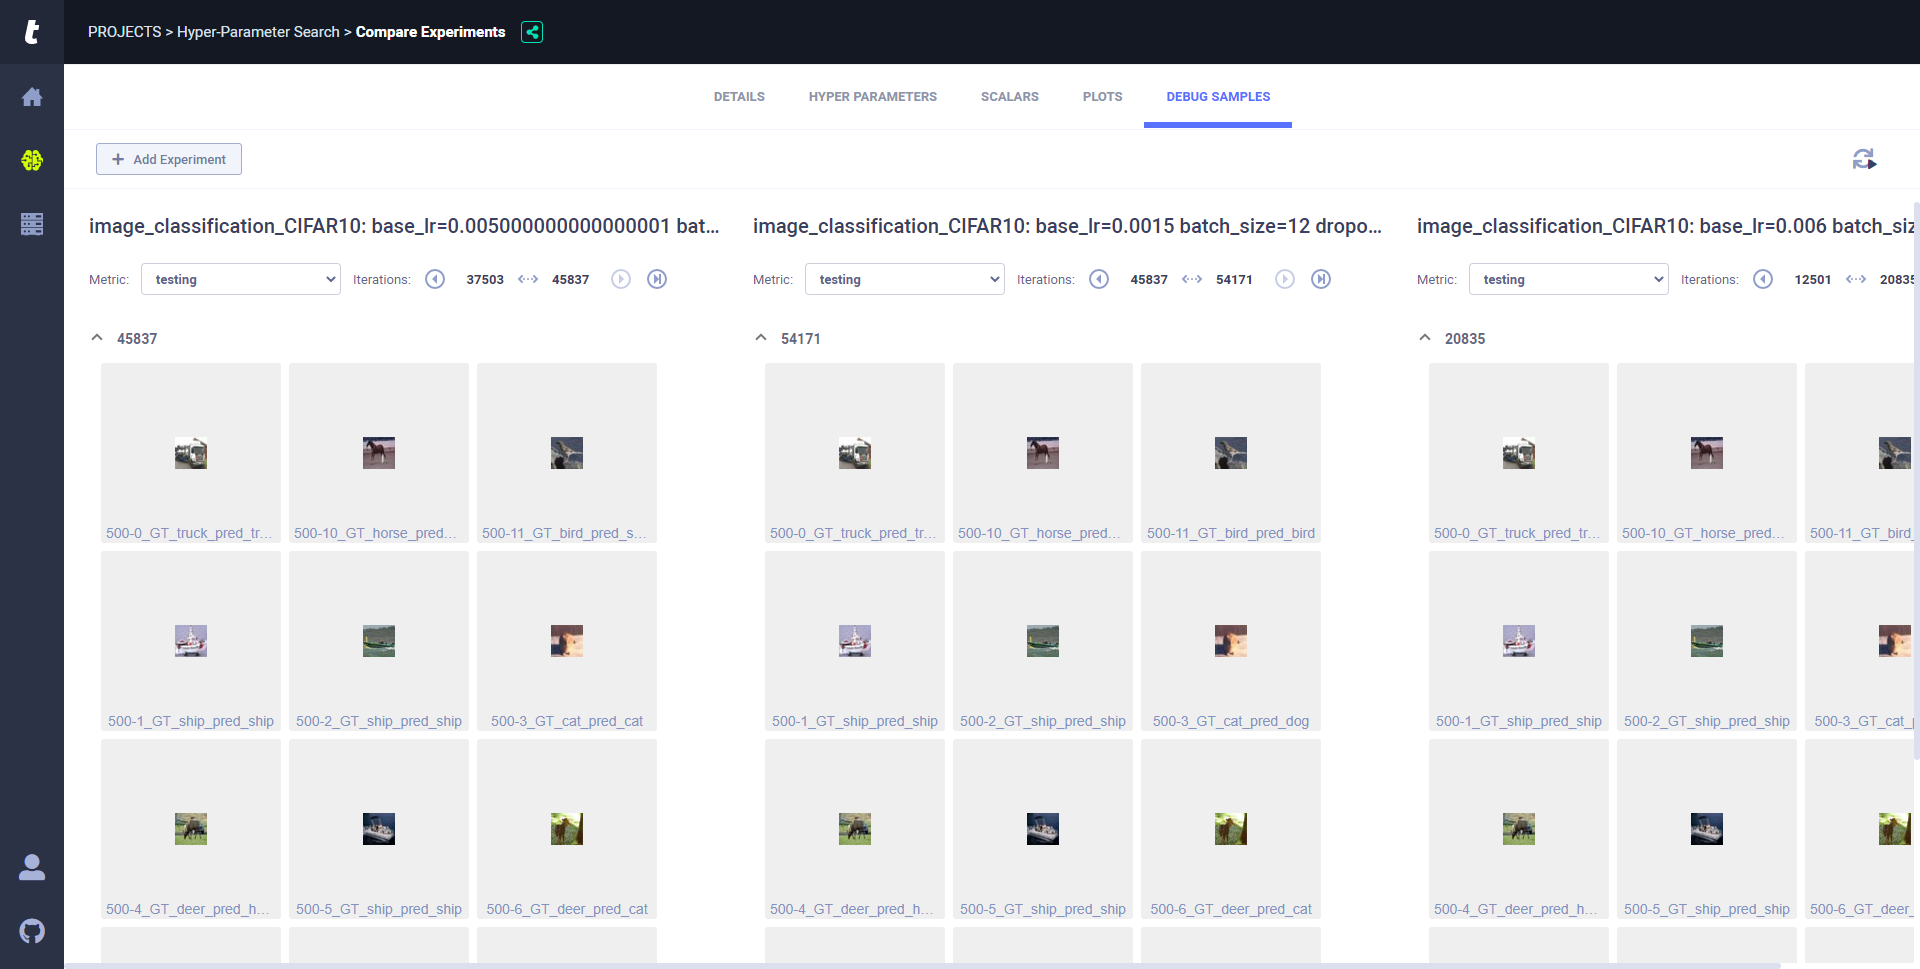 t
PROJECTS > Hyper-Parameter Search > Compare Experiments
DETAILS HYPER PARAMETERS SCALARS PLOTS DEBUG SAMPLES
+ Add Experiment
image_classification_CIFAR10: base_lr=0.005000000000000001 bat... image_classification_CIFAR10: base_lr=0.0015 batch_size=12 dropo... image_classification_CIFAR10: base_lr=0.006 batch_siz
Metric: testing Iterations: 37503 45837 Metric: testing Iterations: 45837 54171 Metric: testing Iterations: 12501 20835
45837 54171 20835
500-0_GT_truck_pred_tr... 500-10_GT_horse_pred... 500-11_GT_bird_pred_s... 500-0_GT_truck_pred_tr... 500-10_GT_horse_pred... 500-11_GT_bird_pred_bird 500-0_GT_truck_pred_tr... 500-10_GT_horse_pred... 500-11_GT_bird_
500-1_GT_ship_pred_ship 500-2_GT_ship_pred_ship 500-3_GT_cat_pred_cat 500-1_GT_ship_pred_ship 500-2_GT_ship_pred_ship 500-3_GT_cat_pred_dog 500-1_GT_ship_pred_ship 500-2_GT_ship_pred_ship 500-3_GT_cat_p
500-4_GT_deer_pred_h... 500-5_GT_ship_pred_ship 500-6_GT_deer_pred_cat 500-4_GT_deer_pred_h... 500-5_GT_ship_pred_ship 500-6_GT_deer_pred_cat 500-4_GT_deer_pred_h... 500-5_GT_ship_pred_ship 500-6_GT_deer_